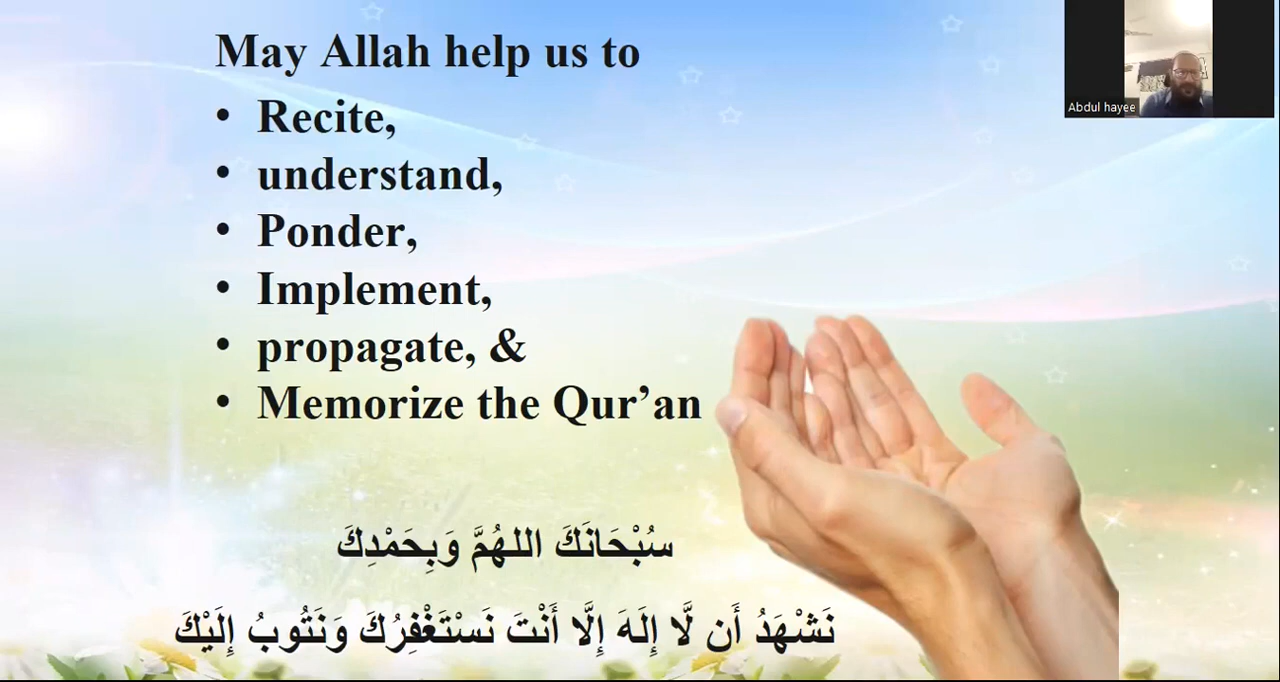 May Allah help us to
• Recite,
• understand,
• Ponder,
• Implement,
• propagate, &
• Memorize the Qur’an
سُبْحَانَكَ اللهُمَّ وَبِحَمْدِكَ
نَشْهَدُ أَن لَّا إِلَهَ إِلَّا أَنْتَ نَسْتَغْفِرُكَ وَنَتُوبُ إِلَيْكَ
Abdul hayee